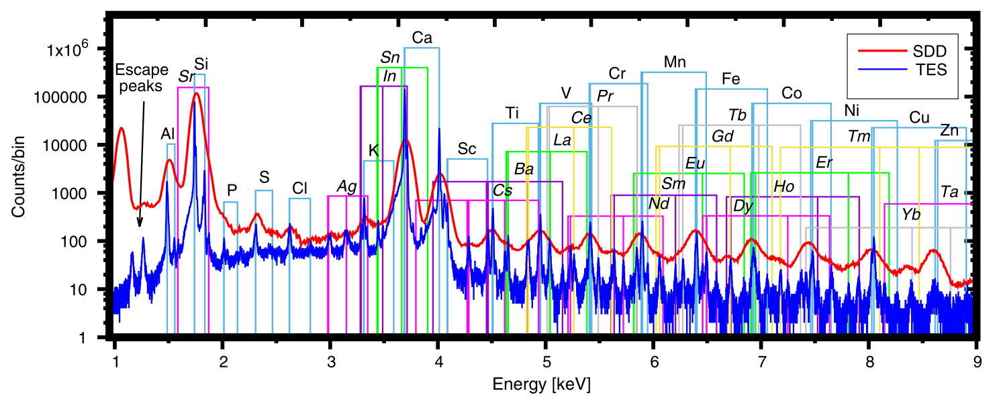 Counts/bin
1x10⁶
100000
10000
1000
100
10
1
Escape
peaks
Al
Sr
Si
P
S
Cl
Ag
K
Sn
In
Ca
Sc
Cs
Ti
Ba
La
Ce
V
Pr
Cr
Mn
Nd
Sm
Eu
Gd
Tb
Fe
Dy
Ho
Er
Co
Ni
Tm
Cu
Yb
Ta
Zn
SDD
TES
1 2 3 4 5 6 7 8 9
Energy [keV]